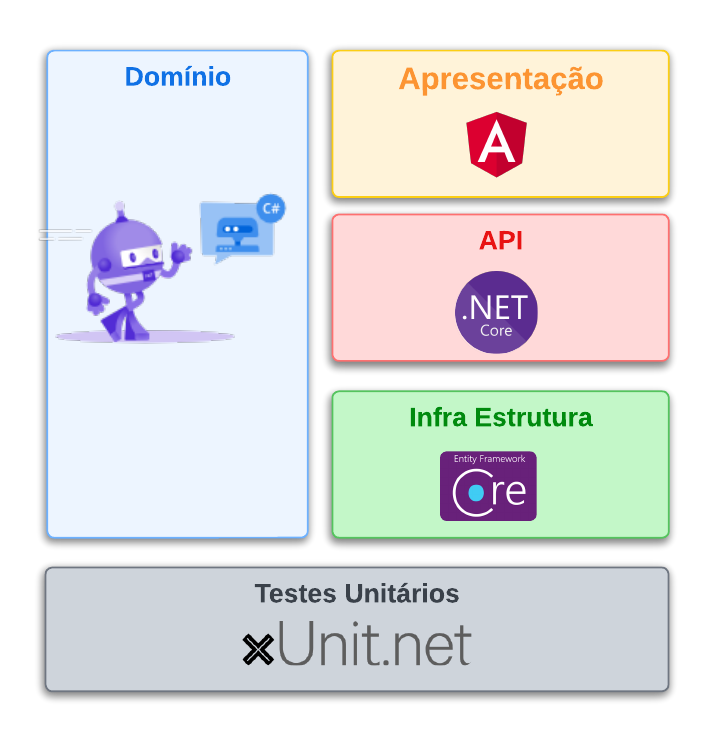 Domínio
C#
Apresentação
A
API
.NET
Core
Infra Estrutura
Entity Framework
Core
Testes Unitários
xUnit.net